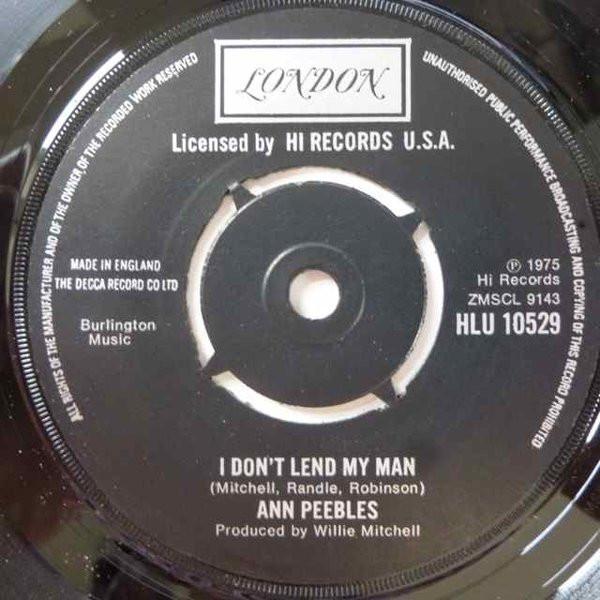 LONDON
Licensed by HI RECORDS U.S.A.
MADE IN ENGLAND
THE DECCA RECORD CO LTD
Burlington
Music
℗ 1975
Hi Records
ZMSCL 9143
HLU 10529
I DON'T LEND MY MAN
(Mitchell, Randle, Robinson)
ANN PEEBLES
Produced by Willie Mitchell
ALL RIGHTS OF THE MANUFACTURER AND OF THE OWNER OF THE RECORDED WORK RESERVED
UNAUTHORISED PUBLIC PERFORMANCE BROADCASTING AND COPYING OF THIS RECORD PROHIBITED